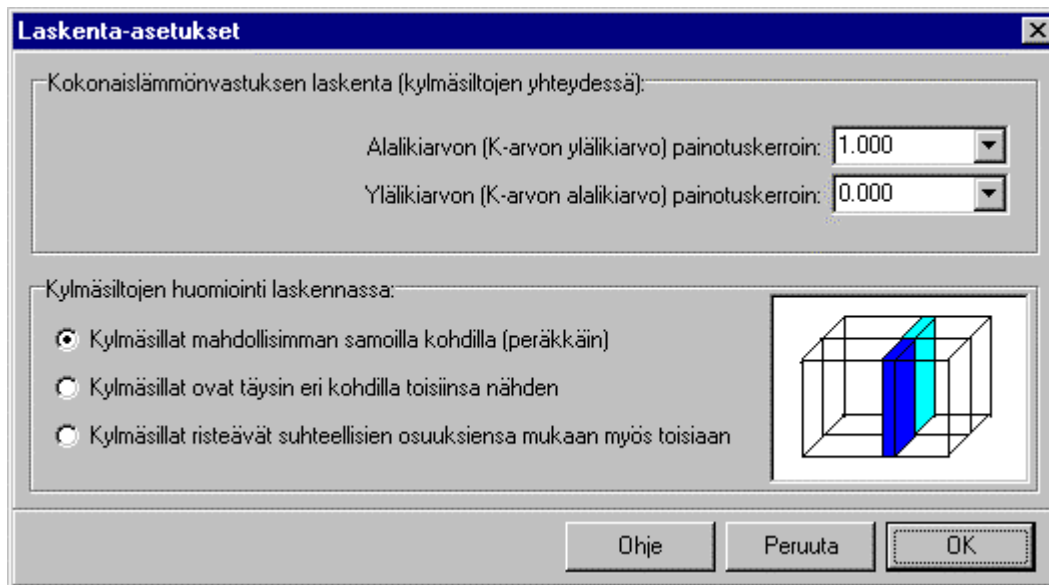 Laskenta-asetukset
Kokonaislämmönvastuksen laskenta (kylmäsiltojen yhteydessä):
Alalikiarvon (K-arvon ylälikiarvo) painotuskerroin: 1.000
Ylälikiarvon (K-arvon alalikiarvo) painotuskerroin: 0.000
Kylmäsiltojen huomiointi laskennassa:
Kylmäsillat mahdollisimman samoilla kohdilla (peräkkäin)
Kylmäsillat ovat täysin eri kohdilla toisiinsa nähden
Kylmäsillat risteävät suhteellisien osuuksiensa mukaan myös toisiaan
Ohje Peruuta OK